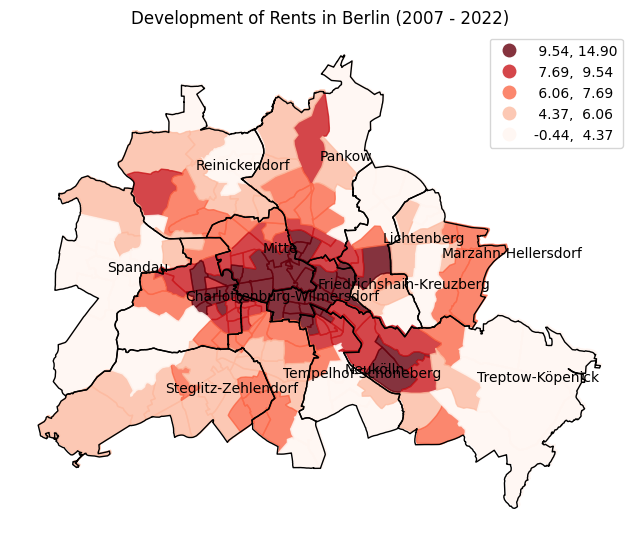 Development of Rents in Berlin (2007 - 2022)
9.54, 14.90
7.69, 9.54
6.06, 7.69
4.37, 6.06
-0.44, 4.37
Reinickendorf
Pankow
Mitte
Lichtenberg
Marzahn-Hellersdorf
Spandau
Friedrichshain-Kreuzberg
Charlottenburg-Wilmersdorf
Neukölln
Tempelhof-Schöneberg
Treptow-Köpenick
Steglitz-Zehlendorf